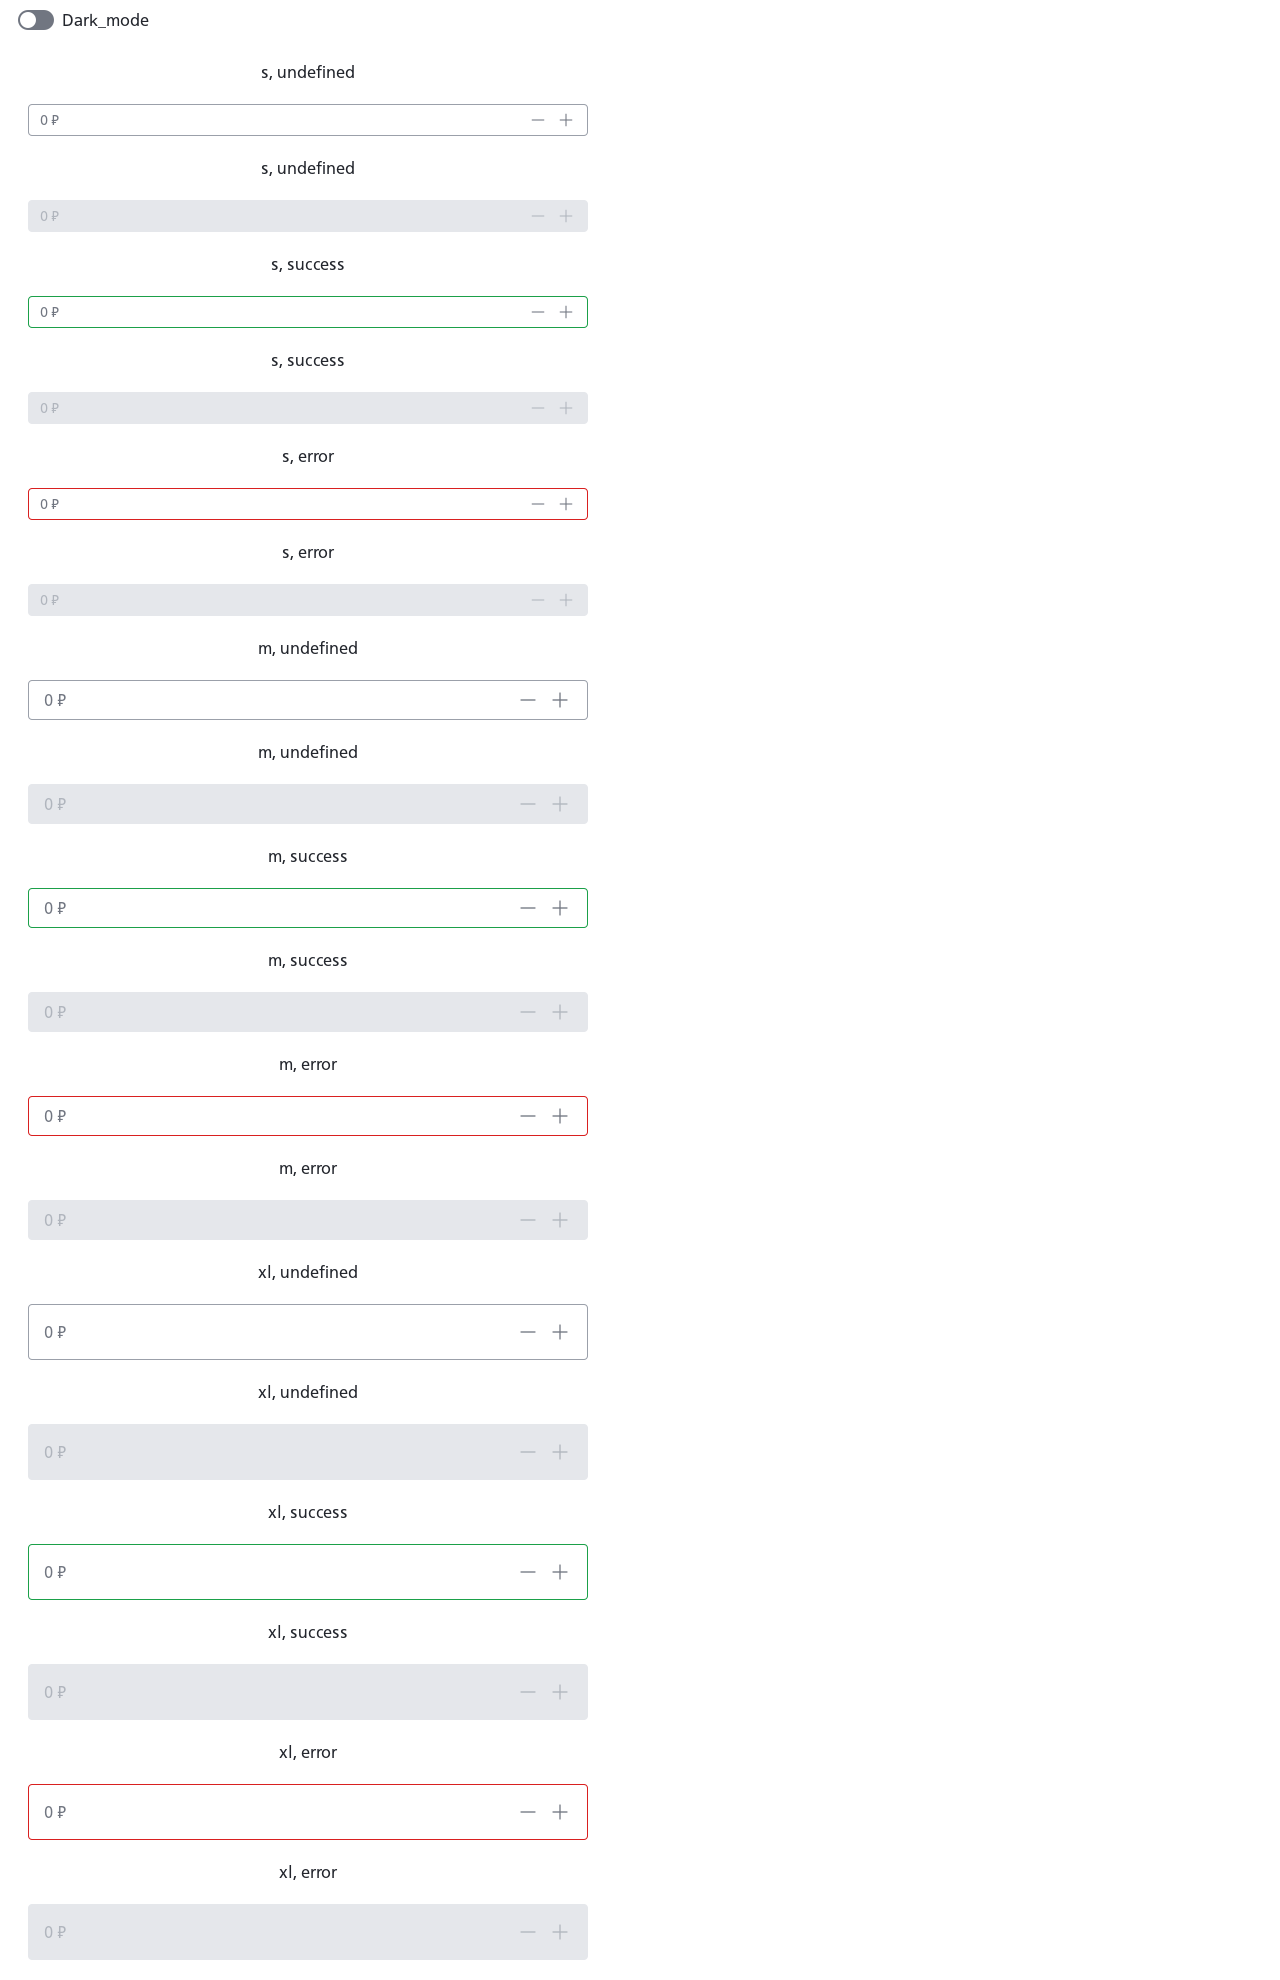 Dark_mode
s, undefined
0 ₽
s, undefined
0 ₽
s, success
0 ₽
s, success
0 ₽
s, error
0 ₽
s, error
0 ₽
m, undefined
0 ₽
m, undefined
0 ₽
m, success
0 ₽
m, success
0 ₽
m, error
0 ₽
m, error
0 ₽
xl, undefined
0 ₽
xl, undefined
0 ₽
xl, success
0 ₽
xl, success
0 ₽
xl, error
0 ₽
xl, error
0 ₽